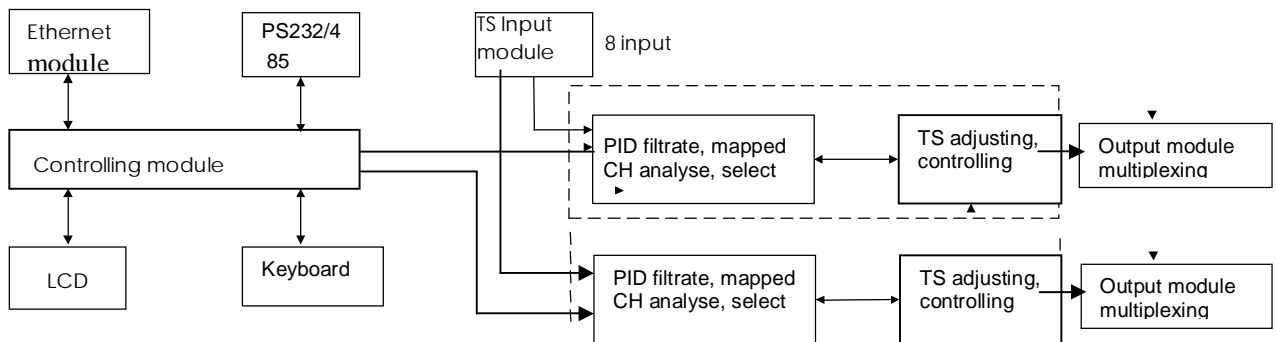 Ethernet
module
PS232/4
85
TS Input
module
8 input
Controlling module
PID filtrate, mapped
CH analyse, select
TS adjusting,
controlling
Output module
multiplexing
LCD
Keyboard
PID filtrate, mapped
CH analyse, select
TS adjusting,
controlling
Output module
multiplexing